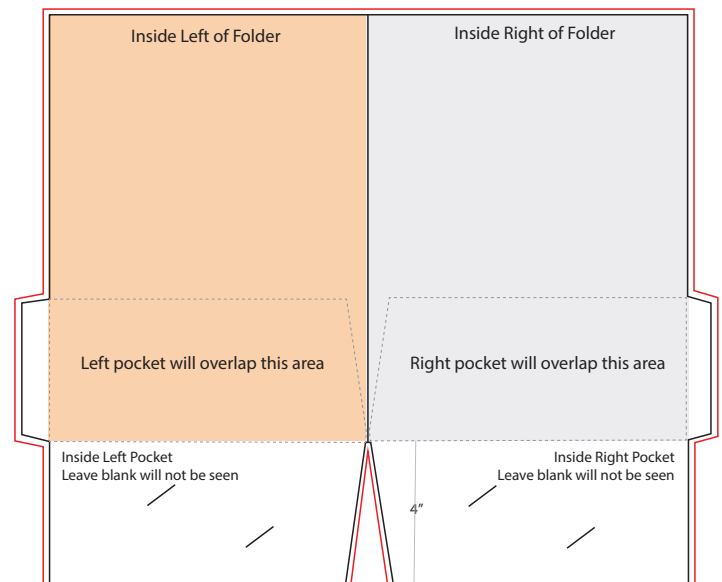 Inside Left of Folder
Inside Right of Folder
Left pocket will overlap this area
Right pocket will overlap this area
Inside Left Pocket
Leave blank will not be seen
Inside Right Pocket
Leave blank will not be seen
4”